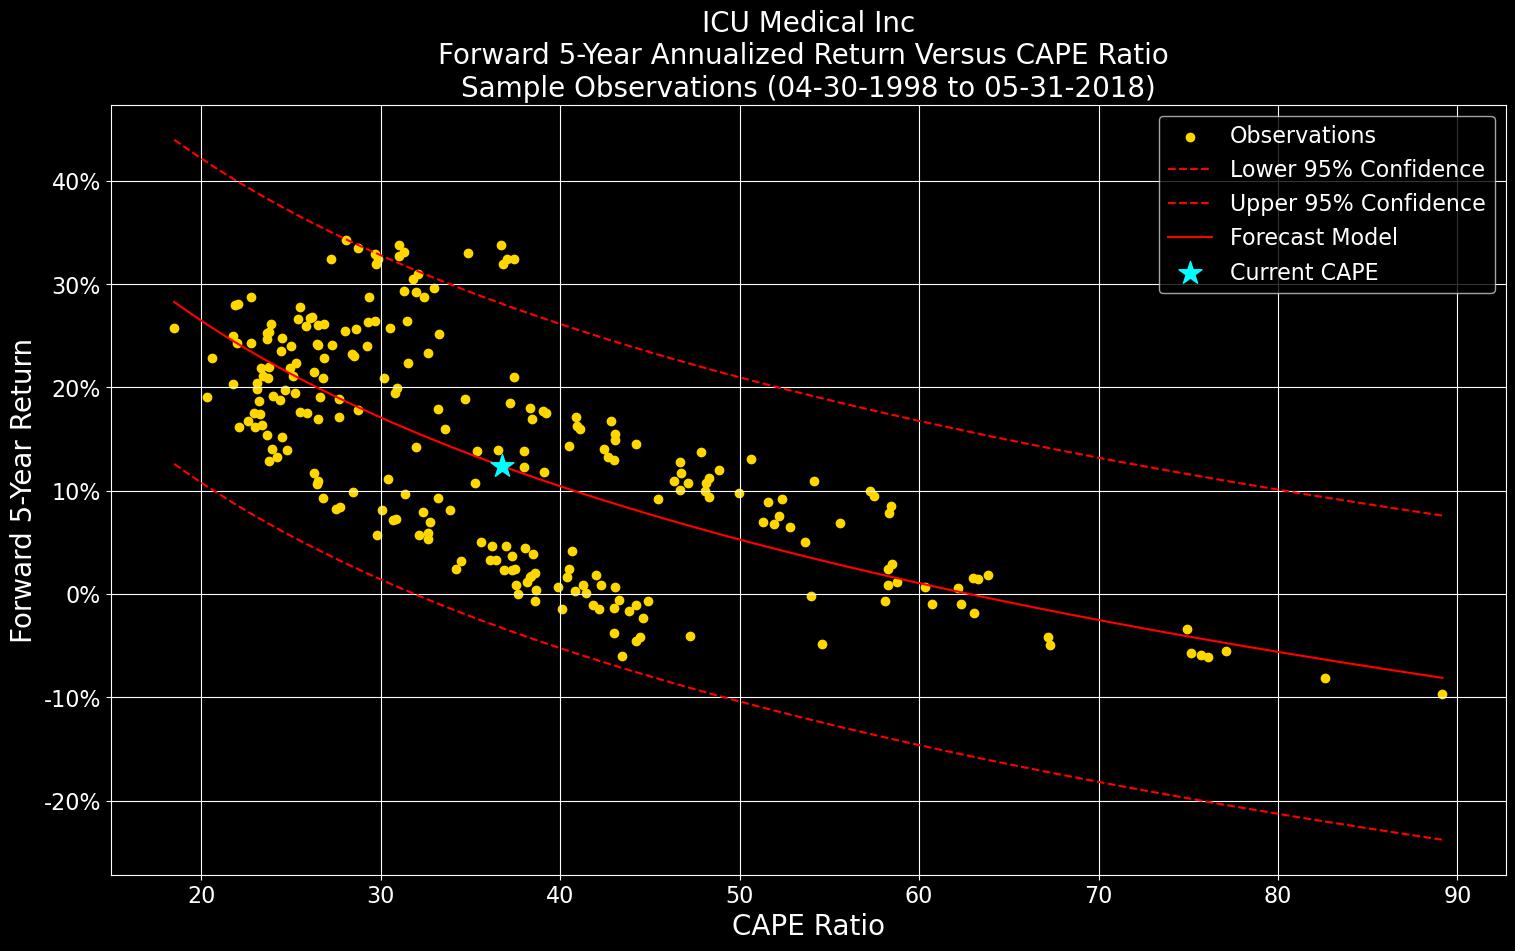 ICU Medical Inc
Forward 5-Year Annualized Return Versus CAPE Ratio
Sample Observations (04-30-1998 to 05-31-2018)
Observations
Lower 95% Confidence
Upper 95% Confidence
Forecast Model
Current CAPE
Forward 5-Year Return
40%
30%
20%
10%
0%
-10%
-20%
20 30 40 50 60 70 80 90
CAPE Ratio